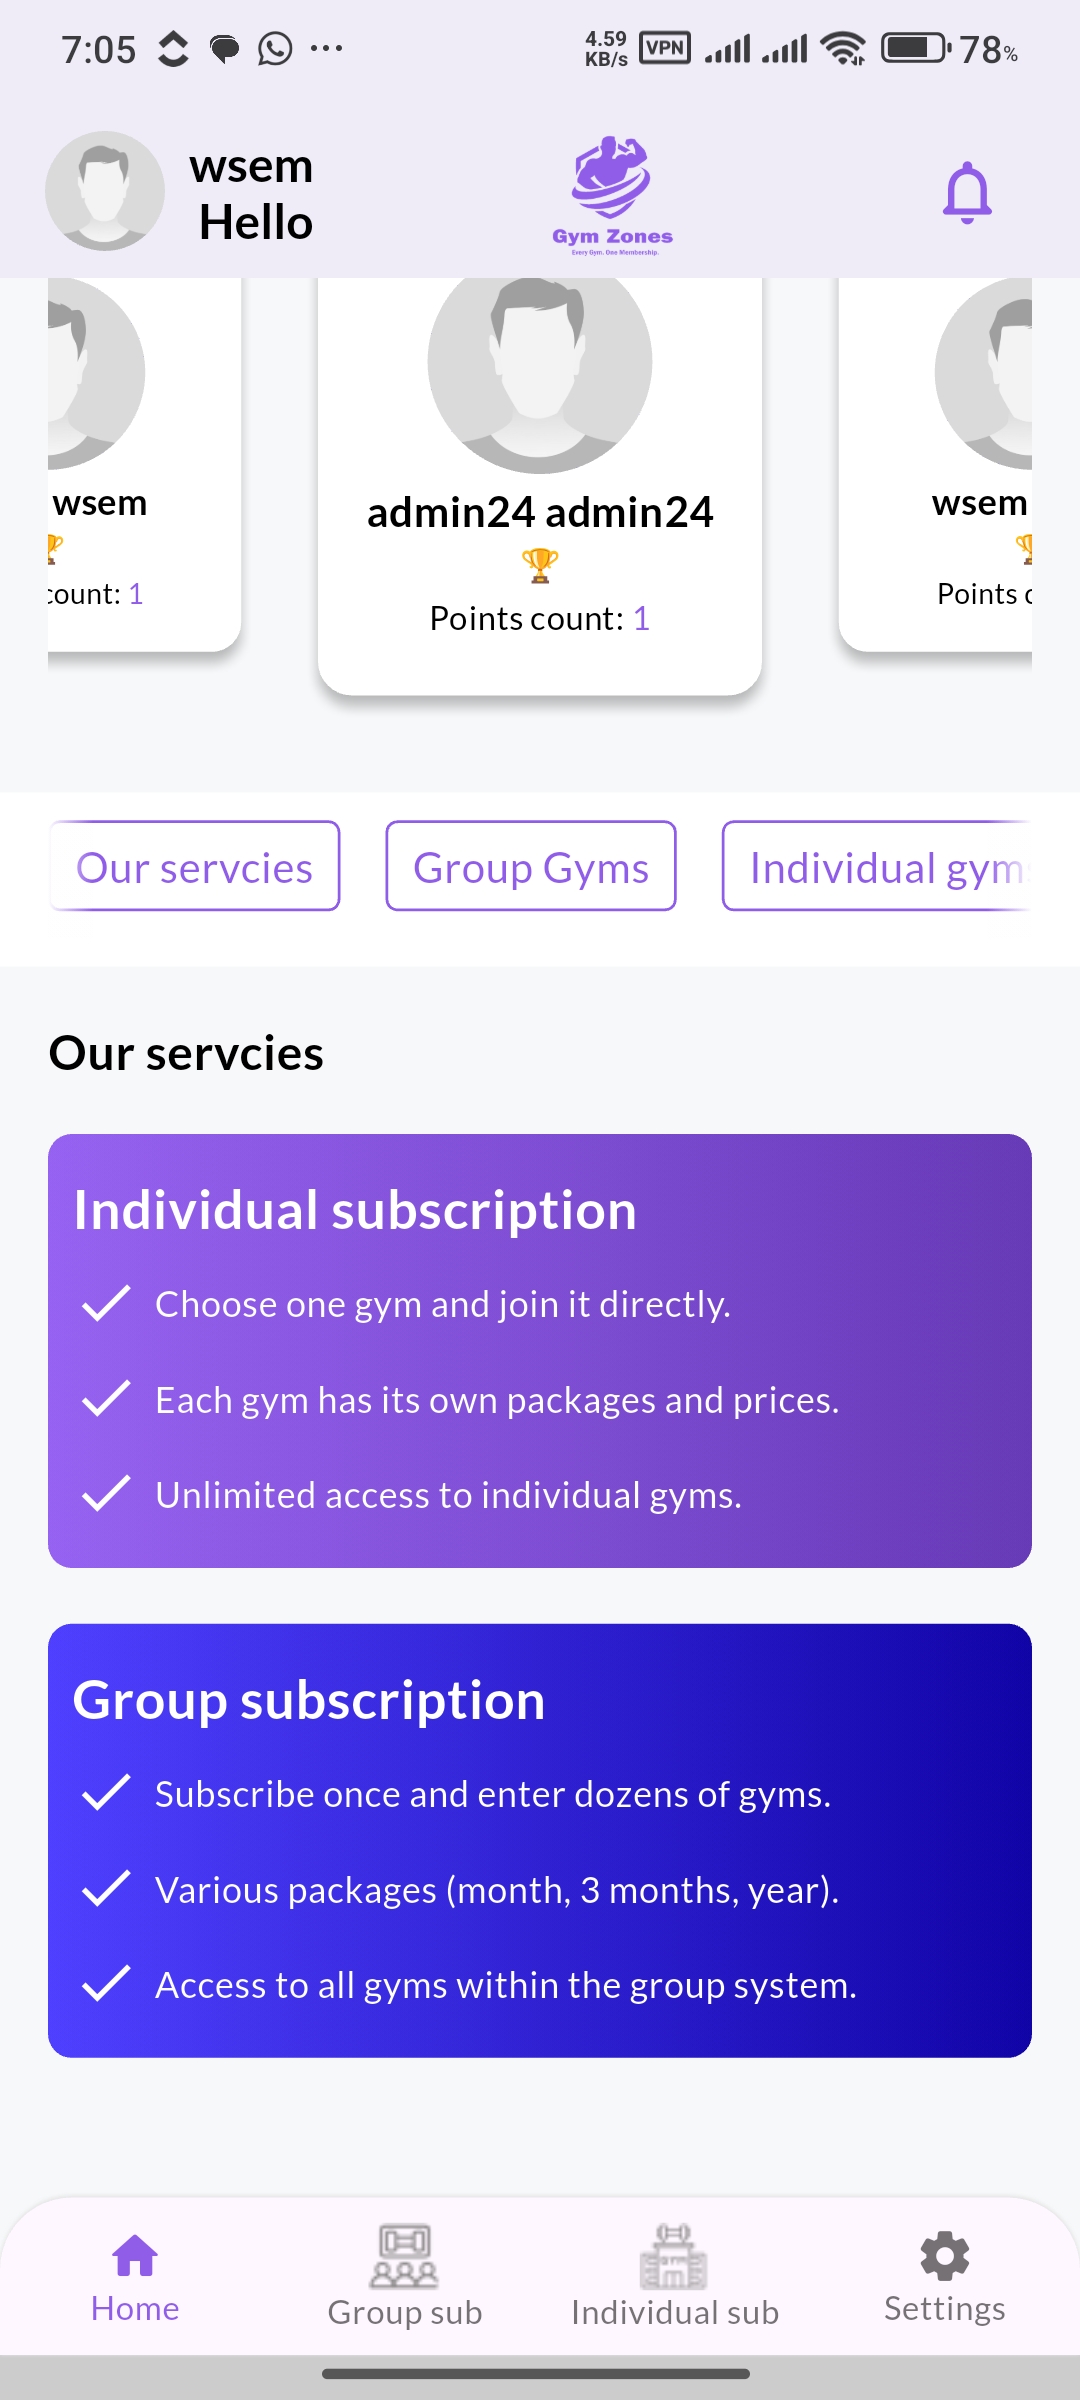 7:05
4.59
KB/s
VPN
78%
wsem
Hello
Gym Zones
Every Gym. One Membership.
wsem
admin24 admin24
wsem
🏆
🏆
🏆
count: 1
Points count: 1
Points
Our servcies
Group Gyms
Individual gym
Our servcies
Individual subscription
Choose one gym and join it directly.
Each gym has its own packages and prices.
Unlimited access to individual gyms.
Group subscription
Subscribe once and enter dozens of gyms.
Various packages (month, 3 months, year).
Access to all gyms within the group system.
Home
Group sub
Individual sub
Settings